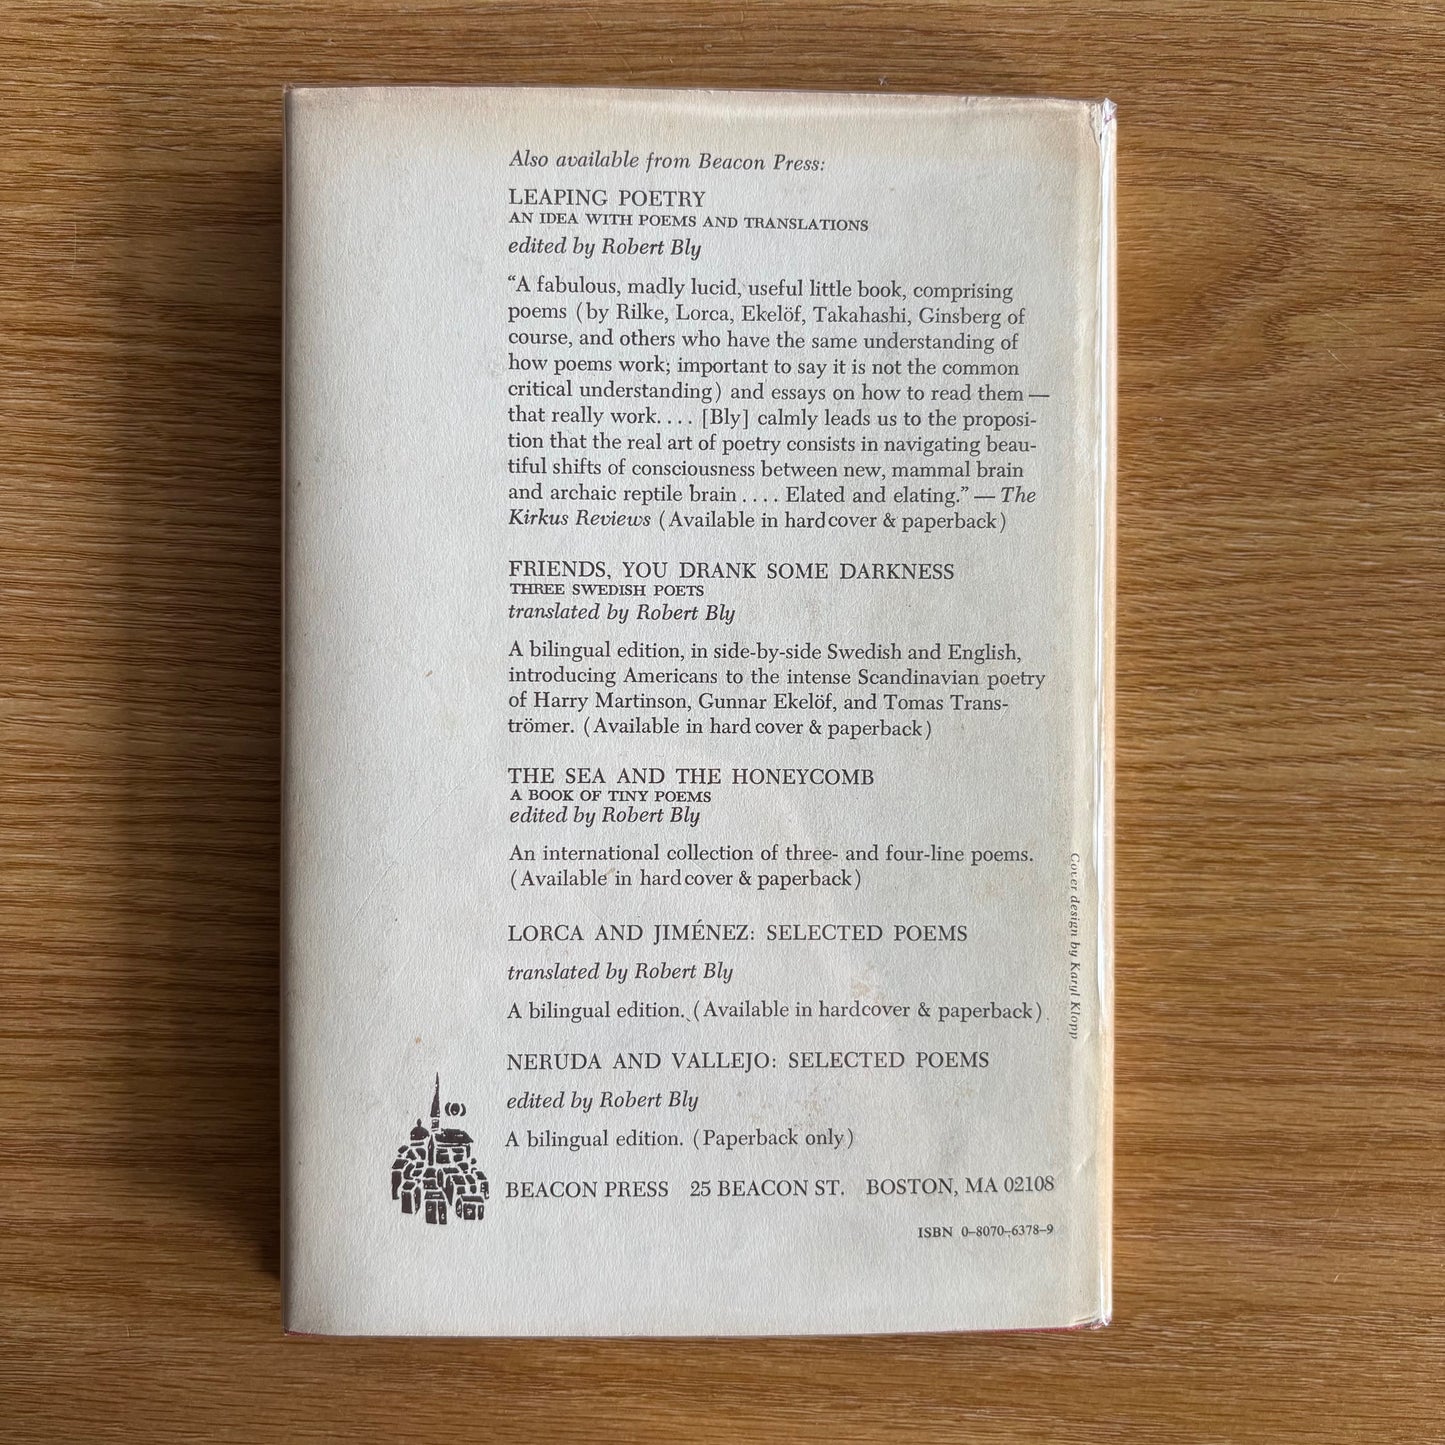 Also available from Beacon Press:
LEAPING POETRY
AN IDEA WITH POEMS AND TRANSLATIONS
edited by Robert Bly
“A fabulous, madly lucid, useful little book, comprising
poems (by Rilke, Lorca, Ekelöf, Takahashi, Ginsberg of
course, and others who have the same understanding of
how poems work; important to say it is not the common
critical understanding) and essays on how to read them —
that really work. . . . [Bly] calmly leads us to the proposi-
tion that the real art of poetry consists in navigating beau-
tiful shifts of consciousness between new, mammal brain
and archaic reptile brain . . . . Elated and elating.” — The
Kirkus Reviews (Available in hardcover & paperback)
FRIENDS, YOU DRANK SOME DARKNESS
THREE SWEDISH POETS
translated by Robert Bly
A bilingual edition, in side-by-side Swedish and English,
introducing Americans to the intense Scandinavian poetry
of Harry Martinson, Gunnar Ekelöf, and Tomas Trans-
strömer. (Available in hard cover & paperback)
THE SEA AND THE HONEYCOMB
A BOOK OF TINY POEMS
edited by Robert Bly
An international collection of three- and four-line poems.
(Available in hardcover & paperback)
LORCA AND JIMÉNEZ: SELECTED POEMS
translated by Robert Bly
A bilingual edition. (Available in hardcover & paperback)
NERUDA AND VALLEJO: SELECTED POEMS
edited by Robert Bly
A bilingual edition. (Paperback only)
BEACON PRESS 25 BEACON ST. BOSTON, MA 02108
ISBN 0–8070–6378–9
Cover design by Karyl Klopp